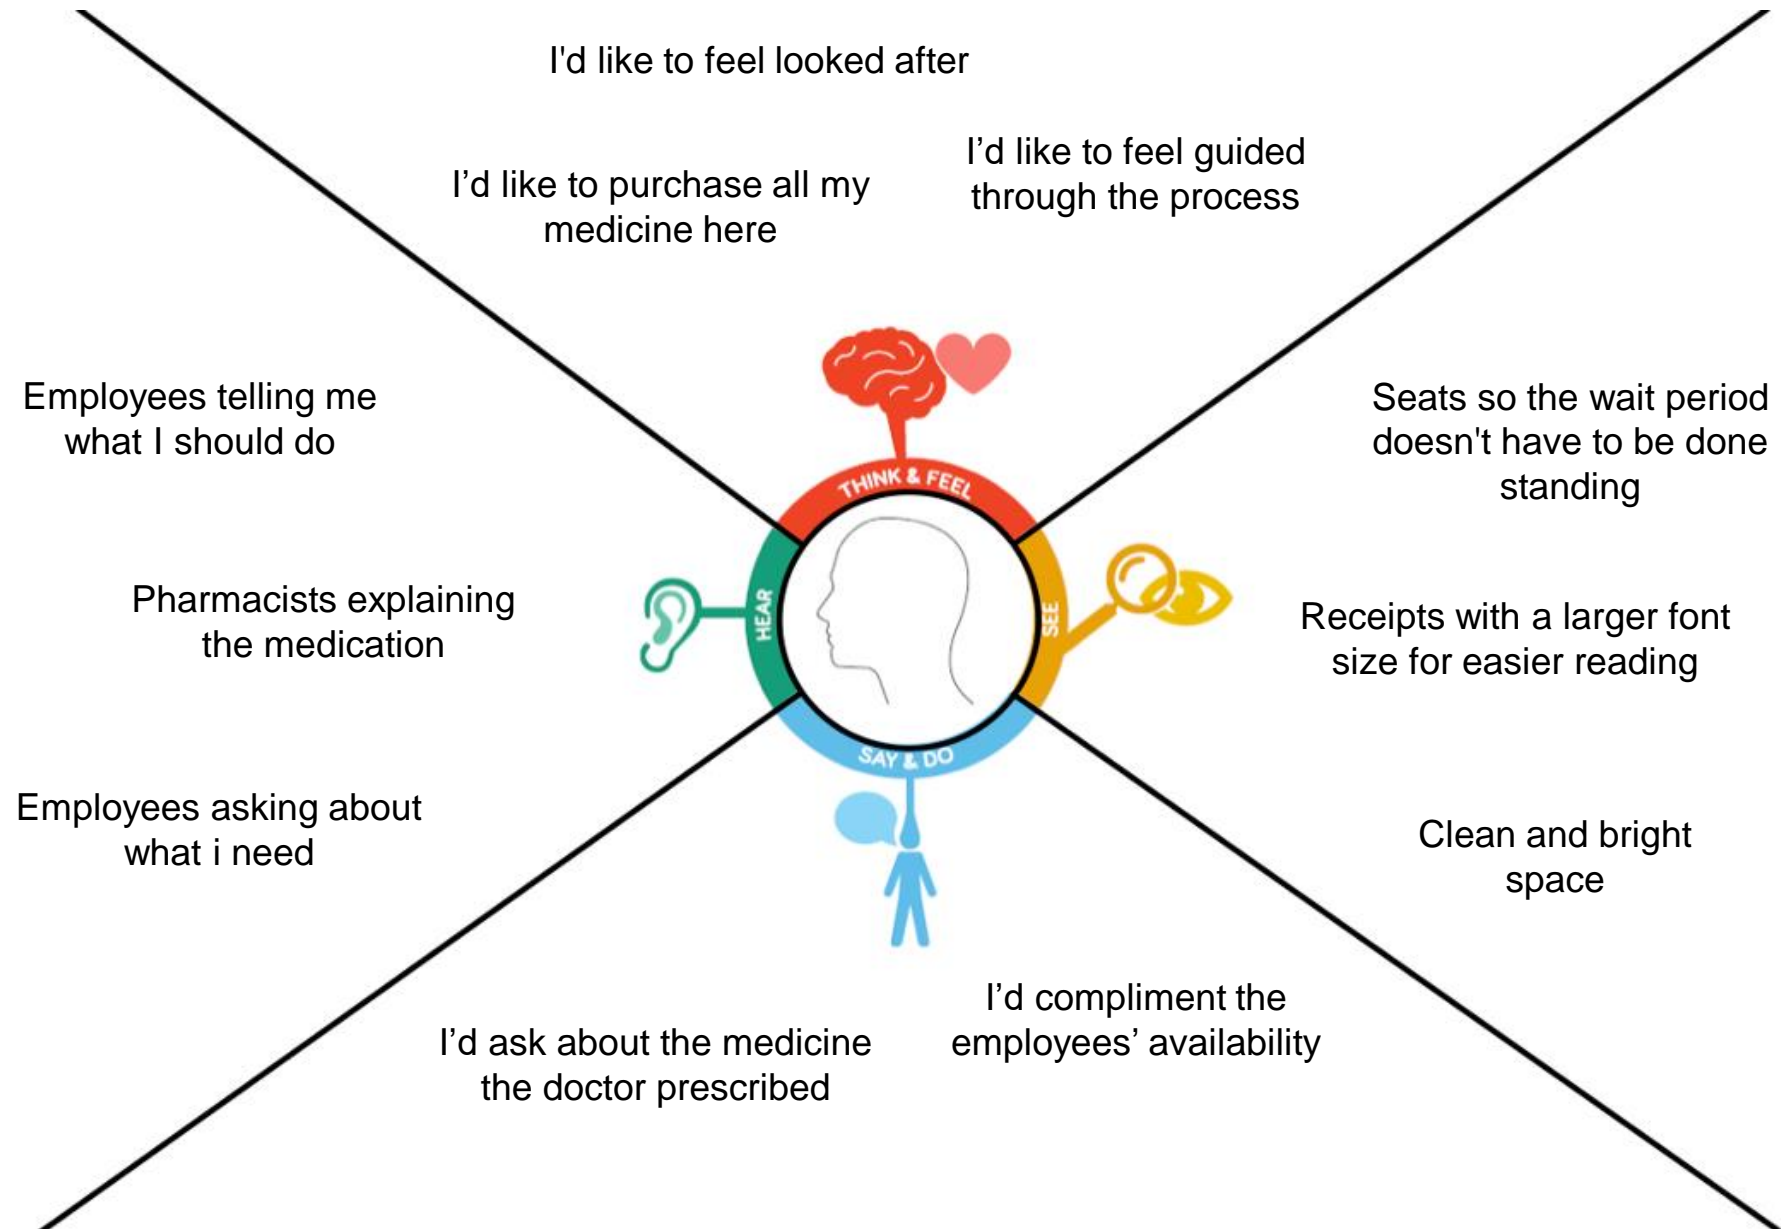 I'd like to feel looked after
I’d like to purchase all my
medicine here
I’d like to feel guided
through the process
Employees telling me
what I should do
Pharmacists explaining
the medication
Employees asking about
what i need
THINK & FEEL
HEAR
SEE
SAY & DO
Seats so the wait period
doesn't have to be done
standing
Receipts with a larger font
size for easier reading
Clean and bright
space
I’d ask about the medicine
the doctor prescribed
I’d compliment the
employees’ availability